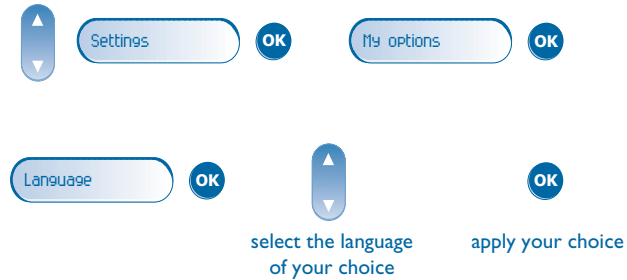 Settings OK My options OK
Language OK
select the language apply your choice
of your choice
OK